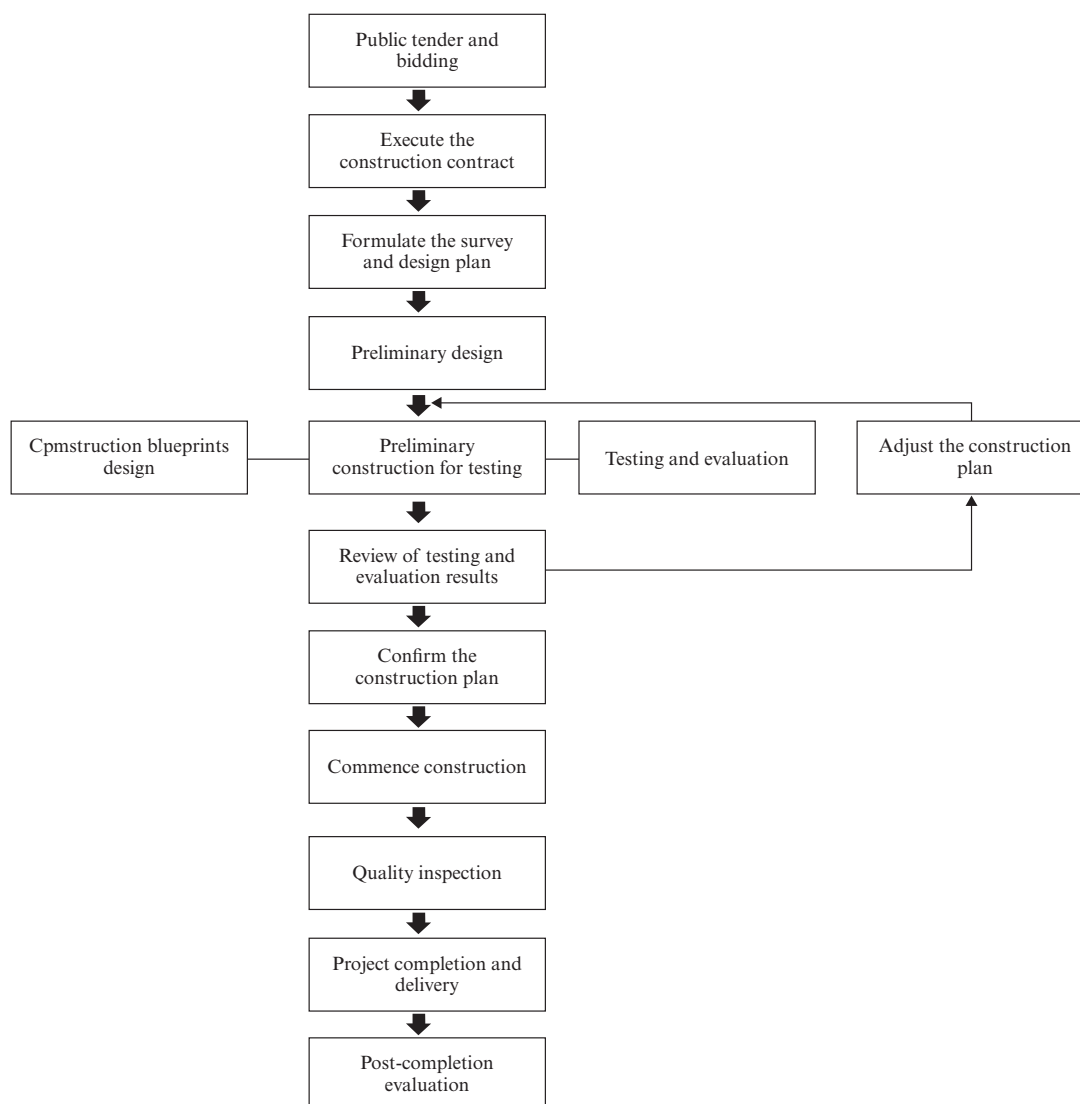 Public tender and
bidding
Execute the
construction contract
Formulate the survey
and design plan
Preliminary design
Cpmstruction blueprints
design
Preliminary
construction for testing
Testing and evaluation
Adjust the construction
plan
Review of testing and
evaluation results
Confirm the
construction plan
Commence construction
Quality inspection
Project completion and
delivery
Post-completion
evaluation